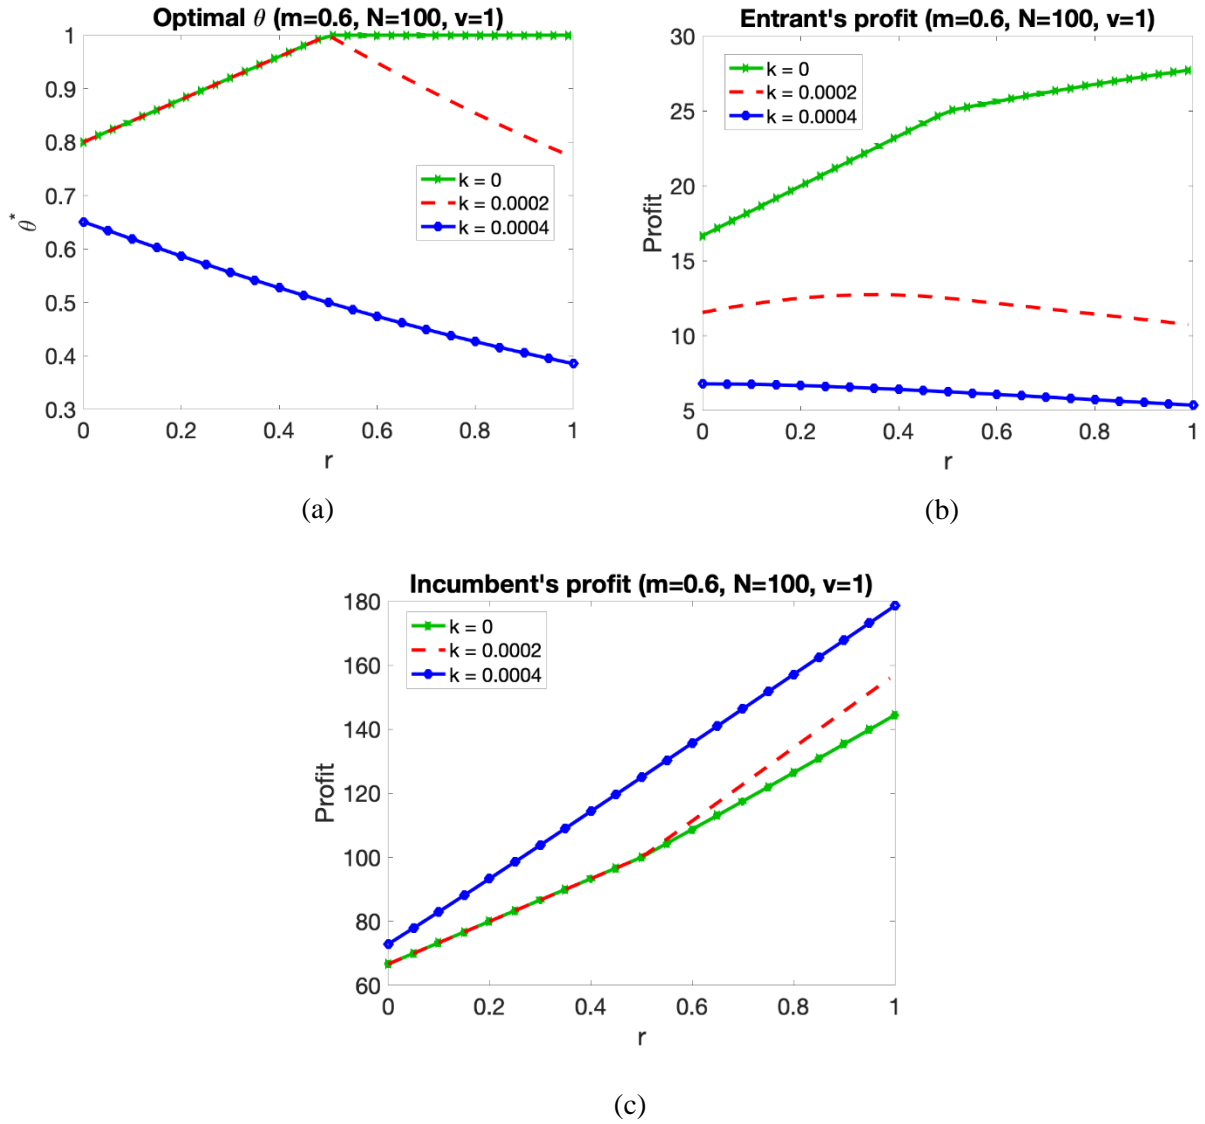 Optimal θ (m=0.6, N=100, v=1)
1
0.9
0.8
0.7
0.6
0.5
0.4
0.3
θ*
k = 0
k = 0.0002
k = 0.0004
0 0.2 0.4 0.6 0.8 1
r
(a)
Entrant's profit (m=0.6, N=100, v=1)
30
25
20
15
10
5
Profit
k = 0
k = 0.0002
k = 0.0004
0 0.2 0.4 0.6 0.8 1
r
(b)
Incumbent's profit (m=0.6, N=100, v=1)
180
160
140
120
100
80
60
Profit
k = 0
k = 0.0002
k = 0.0004
0 0.2 0.4 0.6 0.8 1
r
(c)